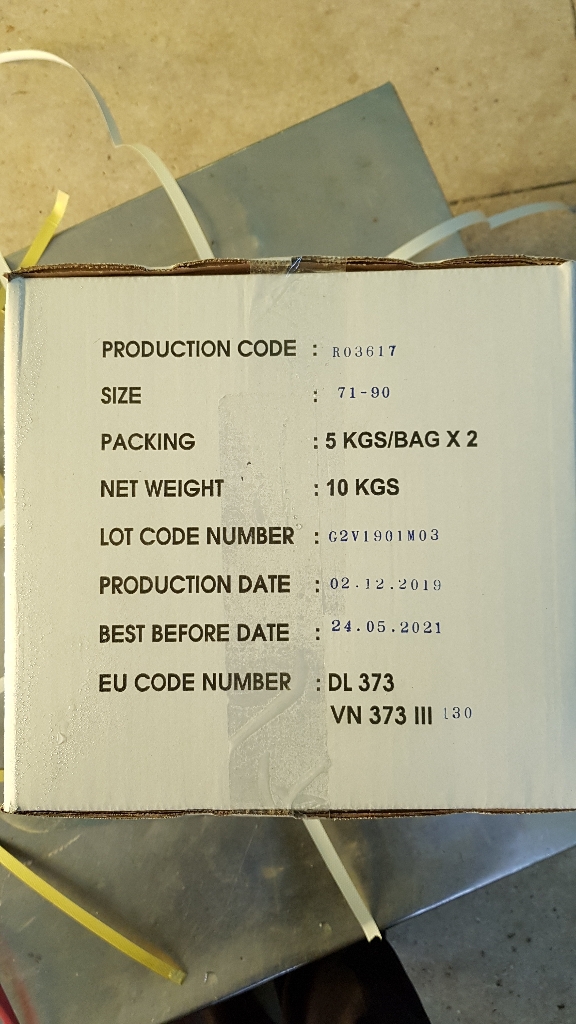 PRODUCTION CODE : R03617
SIZE : 71-90
PACKING : 5 KGS/BAG X 2
NET WEIGHT : 10 KGS
LOT CODE NUMBER : G2V1901M03
PRODUCTION DATE : 02.12.2019
BEST BEFORE DATE : 24.05.2021
EU CODE NUMBER : DL 373
VN 373 III 130